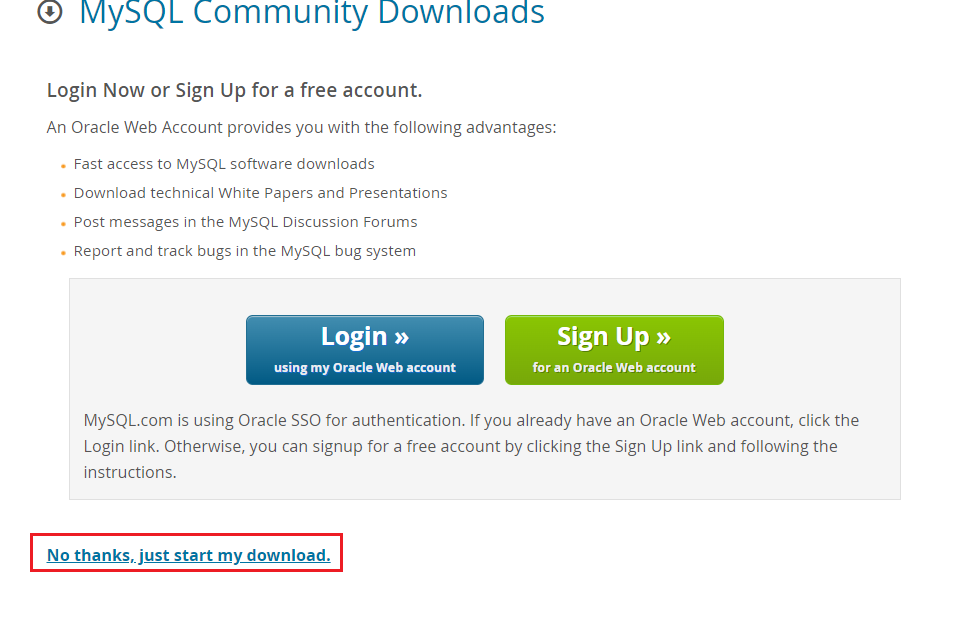 MySQL Community Downloads
Login Now or Sign Up for a free account.
An Oracle Web Account provides you with the following advantages:
Fast access to MySQL software downloads
Download technical White Papers and Presentations
Post messages in the MySQL Discussion Forums
Report and track bugs in the MySQL bug system
Login »
using my Oracle Web account
Sign Up »
for an Oracle Web account
MySQL.com is using Oracle SSO for authentication. If you already have an Oracle Web account, click the
Login link. Otherwise, you can signup for a free account by clicking the Sign Up link and following the
instructions.
No thanks, just start my download.